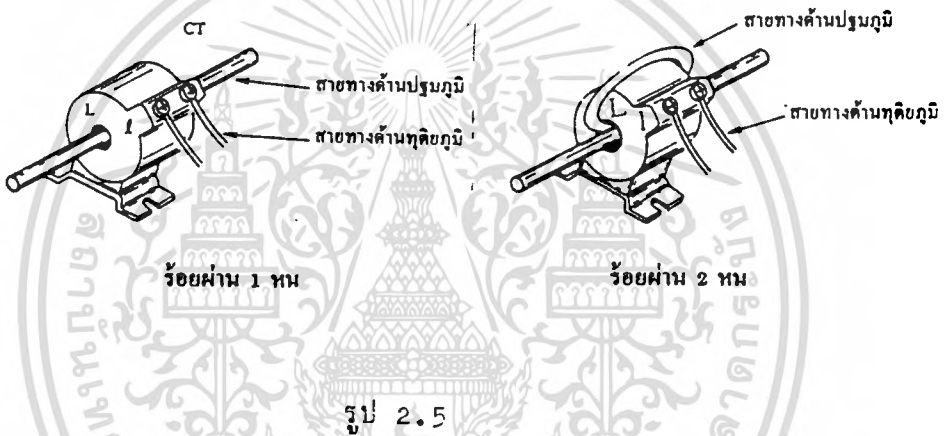 CT
สายทางด้านปฐมภูมิ
สายทางด้านทุติยภูมิ
L
l
ร้อยผ่าน 1 หน
สายทางด้านปฐมภูมิ
สายทางด้านทุติยภูมิ
L
l
ร้อยผ่าน 2 หน
รูป 2.5